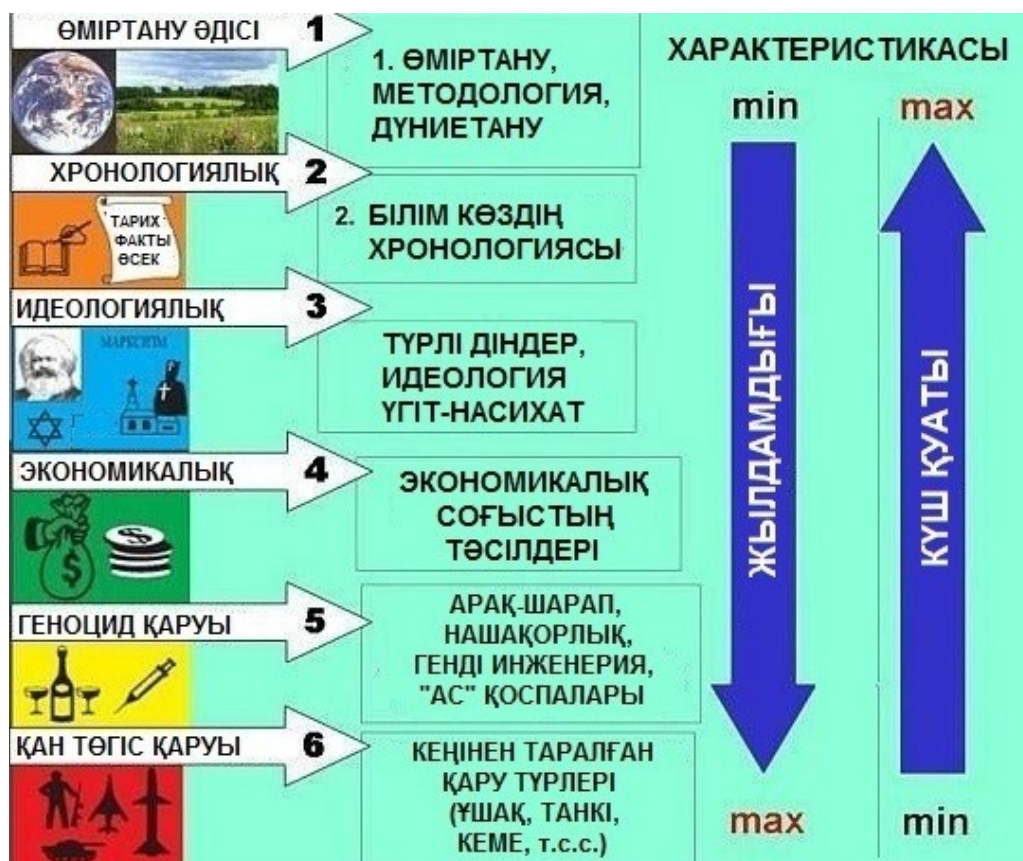 ӨМІРТАНУ ӘДІСІ 1
1. ӨМІРТАНУ,
МЕТОДОЛОГИЯ,
ДҮНИЕТАНУ
ХРОНОЛОГИЯЛЫҚ 2
ТАРИХ
ФАКТЫ
ӨСЕК
2. БІЛІМ КӨЗДІҢ
ХРОНОЛОГИЯСЫ
ИДЕОЛОГИЯЛЫҚ 3
МАРКСИЗМ
ТҮРЛІ ДІНДЕР,
ИДЕОЛОГИЯ
ҮГІТ-НАСИХАТ
ЭКОНОМИКАЛЫҚ 4
$
$
ЭКОНОМИКАЛЫҚ
СОҒЫСТЫҢ
ТӘСІЛДЕРІ
ГЕНОЦИД ҚАРУЫ 5
АРАҚ-ШАРАП,
НАШАҚОРЛЫҚ,
ГЕНДІ ИНЖЕНЕРИЯ,
"АС" ҚОСПАЛАРЫ
ҚАН ТӨГІС ҚАРУЫ 6
КЕҢІНЕН ТАРАЛҒАН
ҚАРУ ТҮРЛЕРІ
(ҰШАҚ, ТАНКІ,
КЕМЕ, т.с.с.)
ХАРАКТЕРИСТИКАСЫ
min max
ЖЫЛДАМДЫҒЫ
КҮШ ҚУАТЫ
max min